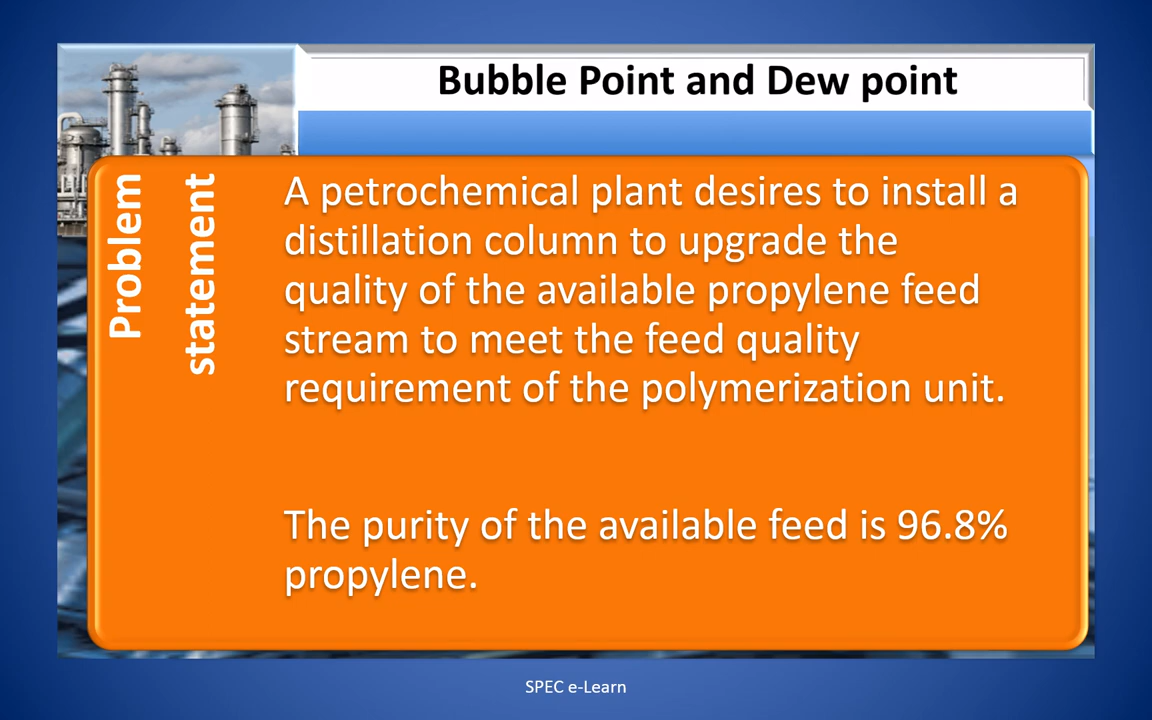 Bubble Point and Dew point
Problem
statement
A petrochemical plant desires to install a
distillation column to upgrade the
quality of the available propylene feed
stream to meet the feed quality
requirement of the polymerization unit.
The purity of the available feed is 96.8%
propylene.
SPEC e-Learn